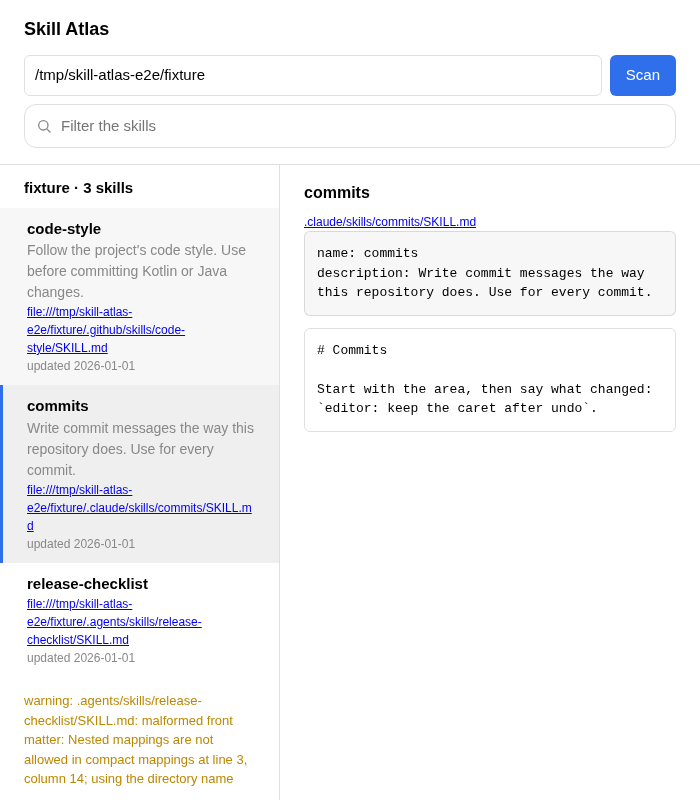 Skill Atlas
/tmp/skill-atlas-e2e/fixture
Scan
Filter the skills
fixture · 3 skills
code-style
Follow the project's code style. Use
before committing Kotlin or Java
changes.
file:///tmp/skill-atlas-
e2e/fixture/.github/skills/code-
style/SKILL.md
updated 2026-01-01
commits
Write commit messages the way this
repository does. Use for every
commit.
file:///tmp/skill-atlas-
e2e/fixture/.claude/skills/commits/SKILL.m
d
updated 2026-01-01
release-checklist
file:///tmp/skill-atlas-
e2e/fixture/.agents/skills/release-
checklist/SKILL.md
updated 2026-01-01
warning: .agents/skills/release-
checklist/SKILL.md: malformed front
matter: Nested mappings are not
allowed in compact mappings at line 3,
column 14; using the directory name
commits
.claude/skills/commits/SKILL.md
name: commits
description: Write commit messages the way
this repository does. Use for every commit.
# Commits
Start with the area, then say what changed:
`editor: keep the caret after undo`.